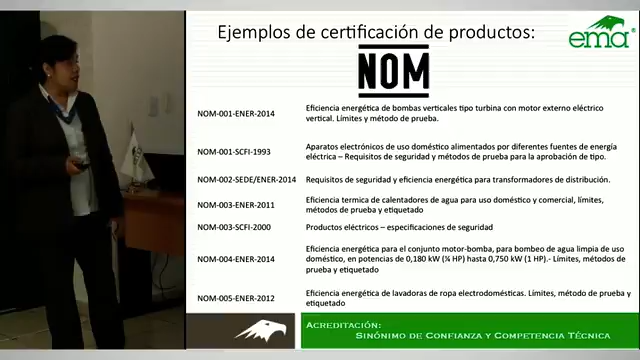 Ejemplos de certificación de productos:
ema®
NOM
NOM-001-ENER-2014
Eficiencia energética de bombas verticales tipo turbina con motor externo eléctrico
vertical. Límites y método de prueba.
NOM-001-SCFI-1993
Aparatos electrónicos de uso doméstico alimentados por diferentes fuentes de energía
eléctrica – Requisitos de seguridad y métodos de prueba para la aprobación de tipo.
NOM-002-SEDE/ENER-2014
Requisitos de seguridad y eficiencia energética para transformadores de distribución.
NOM-003-ENER-2011
Eficiencia termica de calentadores de agua para uso doméstico y comercial, límites,
métodos de prueba y etiquetado
NOM-003-SCFI-2000
Productos eléctricos – especificaciones de seguridad
NOM-004-ENER-2014
Eficiencia energética para el conjunto motor-bomba, para bombeo de agua limpia de uso
doméstico, en potencias de 0,180 kW (¼ HP) hasta 0,750 kW (1 HP).- Límites, métodos de
prueba y etiquetado
NOM-005-ENER-2012
Eficiencia energética de lavadoras de ropa electrodomésticas. Límites, método de prueba y
etiquetado
ACREDITACIÓN:
SINÓNIMO DE CONFIANZA Y COMPETENCIA TÉCNICA